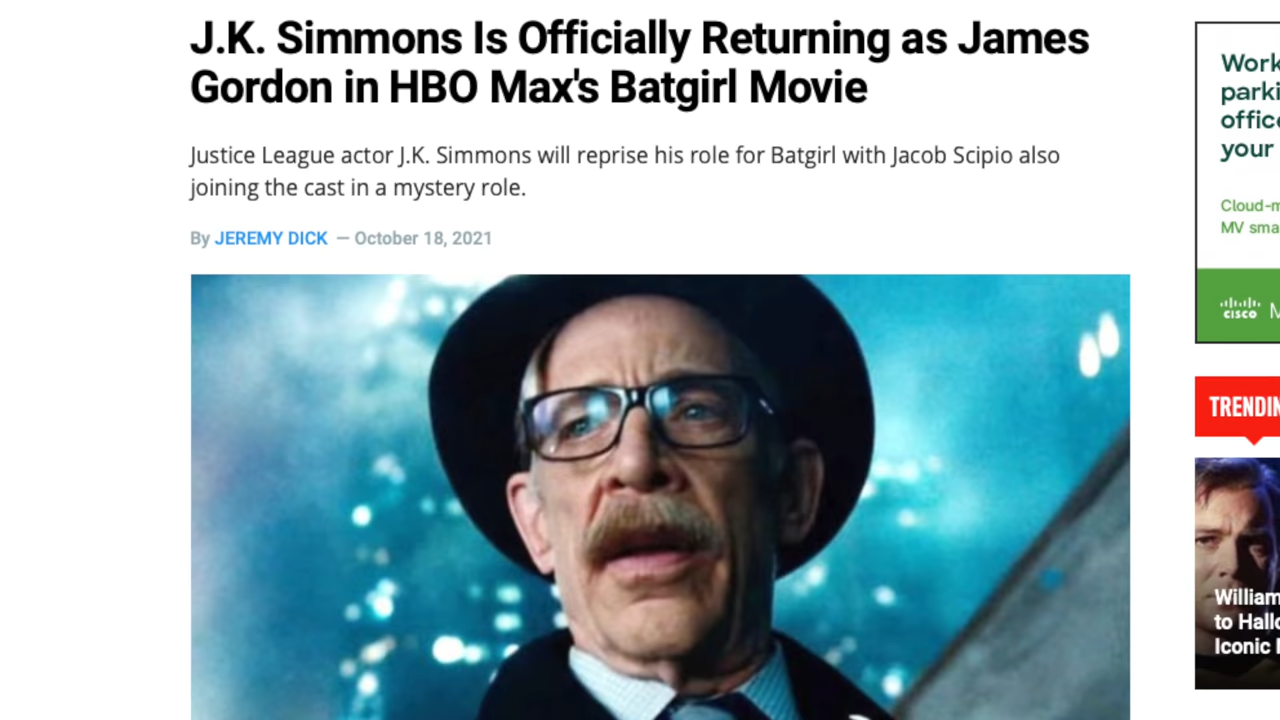 J.K. Simmons Is Officially Returning as James
Gordon in HBO Max's Batgirl Movie
Justice League actor J.K. Simmons will reprise his role for Batgirl with Jacob Scipio also
joining the cast in a mystery role.
By JEREMY DICK — October 18, 2021
Work
parki
offic
your
Cloud-m
MV sma
cisco M
TRENDIN
William
to Hallo
Iconic